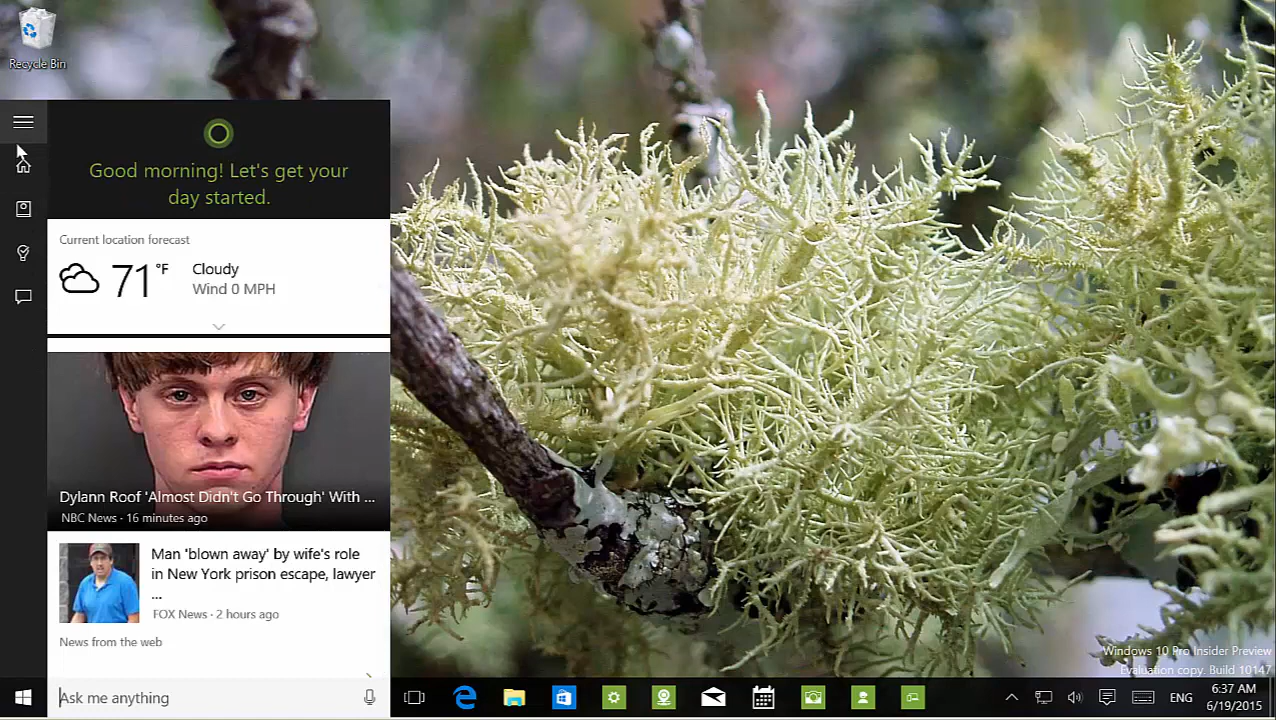 Recycle Bin
Good morning! Let's get your
day started.
Current location forecast
71 °F
Cloudy
Wind 0 MPH
Dylann Roof 'Almost Didn't Go Through' With ...
NBC News · 16 minutes ago
Man 'blown away' by wife's role
in New York prison escape, lawyer
...
FOX News · 2 hours ago
News from the web
Ask me anything
Windows 10 Pro Insider Preview
Evaluation copy. Build 10147
ENG
6:37 AM
6/19/2015